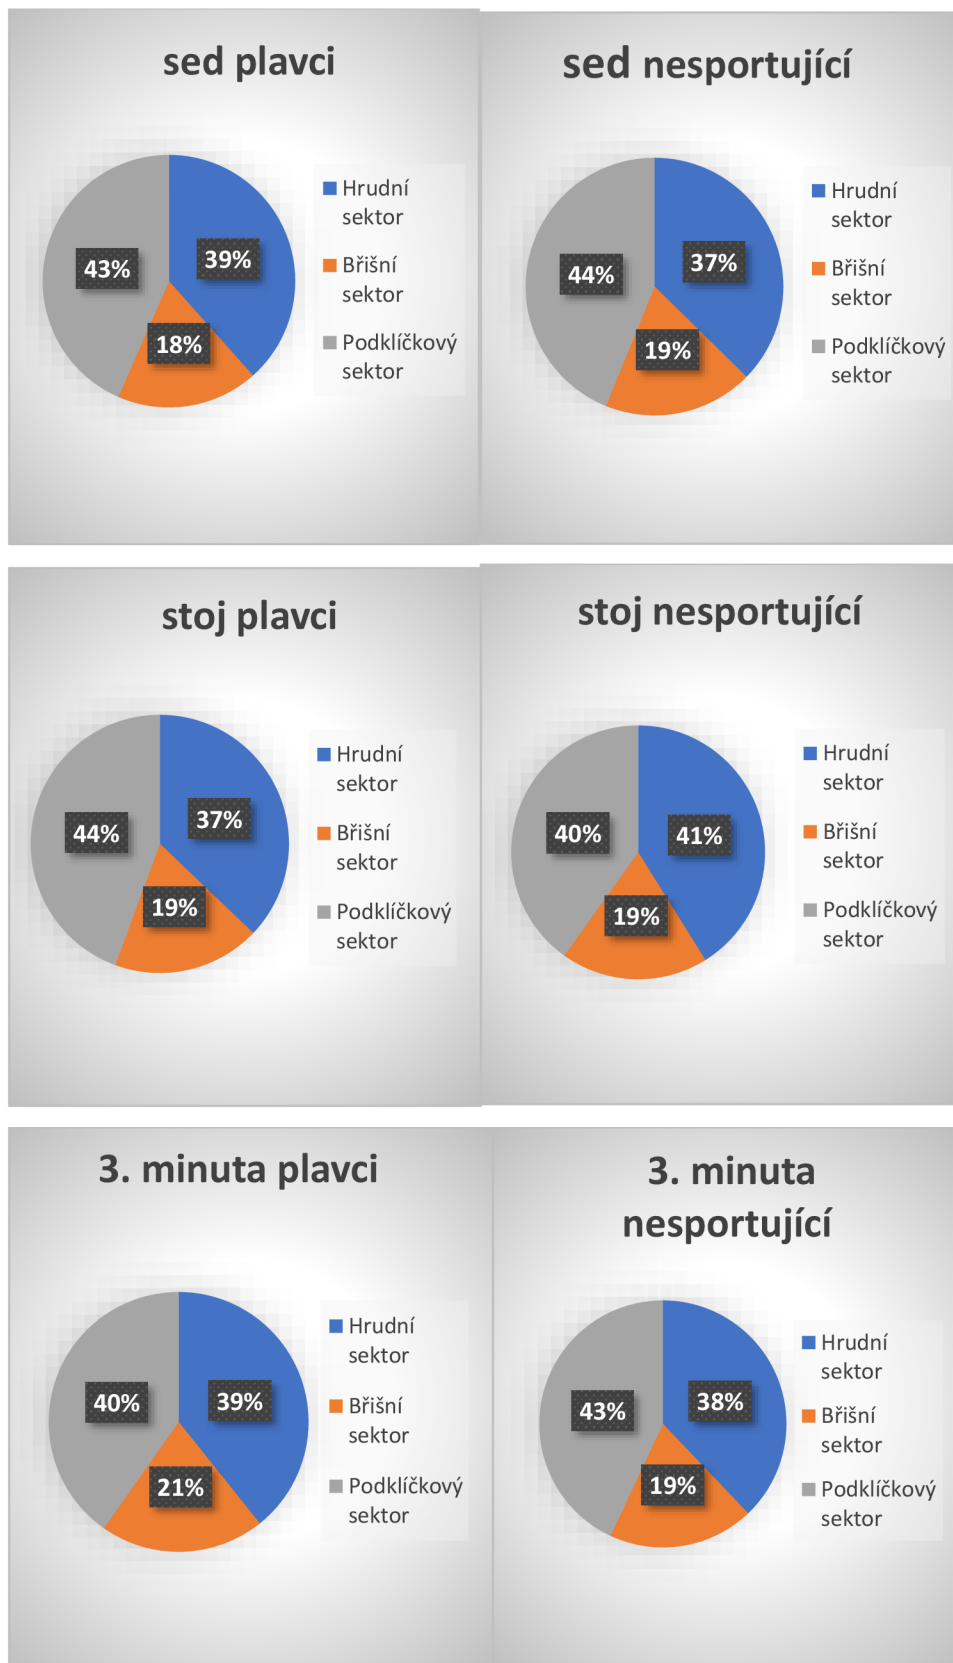 sed plavci
43%
39%
18%
Hrudní
sektor
Břišní
sektor
Podklíčkový
sektor
sed nesportující
44%
37%
19%
Hrudní
sektor
Břišní
sektor
Podklíčkový
sektor
stoj plavci
44%
37%
19%
Hrudní
sektor
Břišní
sektor
Podklíčkový
sektor
stoj nesportující
40%
41%
19%
Hrudní
sektor
Břišní
sektor
Podklíčkový
sektor
3. minuta plavci
40%
39%
21%
Hrudní
sektor
Břišní
sektor
Podklíčkový
sektor
3. minuta
nesportující
43%
38%
19%
Hrudní
sektor
Břišní
sektor
Podklíčkový
sektor